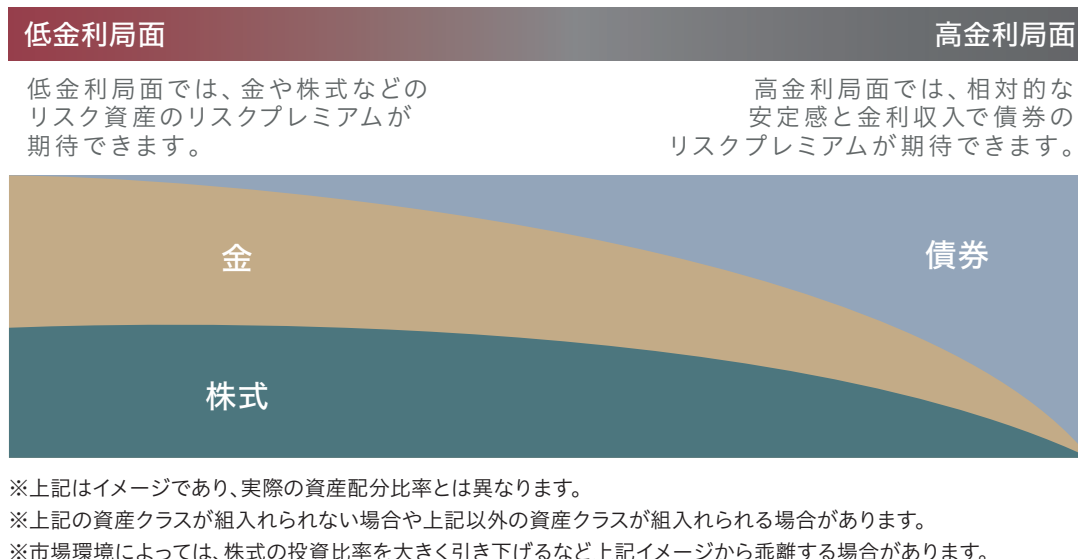 低金利局面
高金利局面
低金利局面では、金や株式などの
リスク資産のリスクプレミアムが
期待できます。
高金利局面では、相対的な
安定感と金利収入で債券の
リスクプレミアムが期待できます。
金
債券
株式
※上記はイメージであり、実際の資産配分比率とは異なります。
※上記の資産クラスが組入れられない場合や上記以外の資産クラスが組入れられる場合があります。
※市場環境によっては、株式の投資比率を大きく引き下げるなど上記イメージから乖離する場合があります。